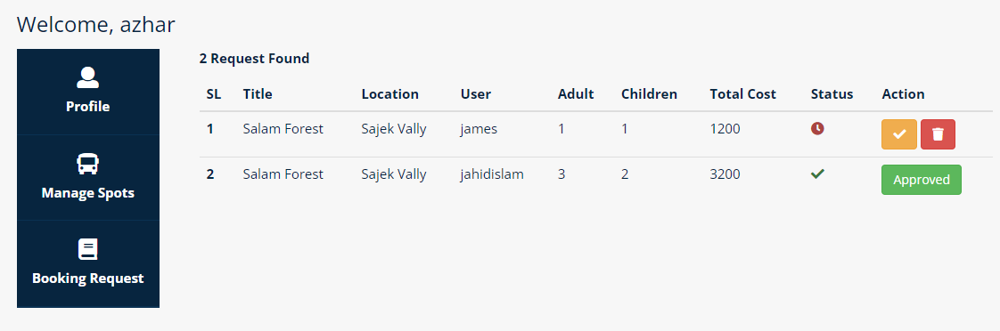 Welcome, azhar
Profile
Manage Spots
Booking Request
2 Request Found
SL Title Location User Adult Children Total Cost Status Action
1 Salam Forest Sajek Vally james 1 1 1200
2 Salam Forest Sajek Vally jahidislam 3 2 3200 Approved